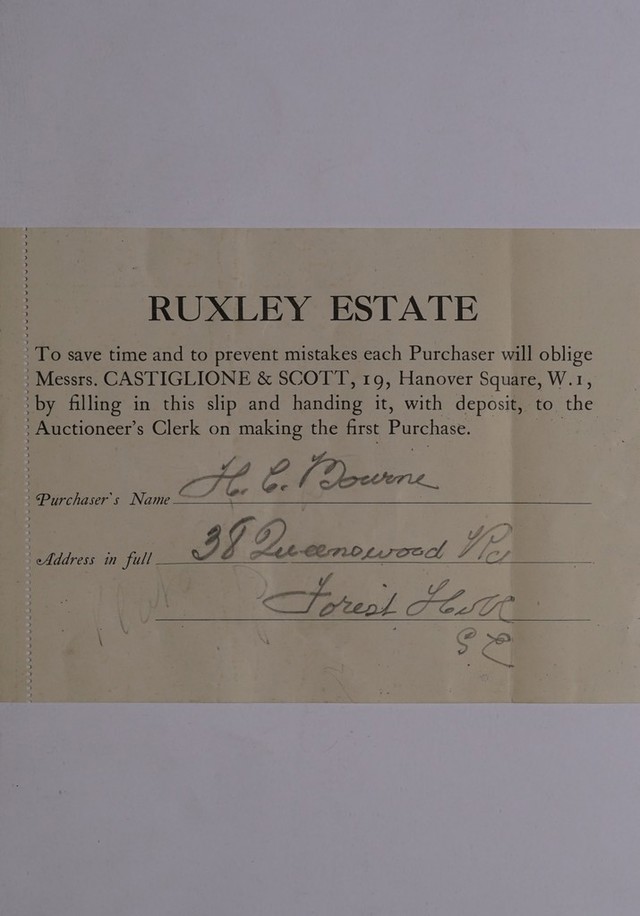 RUXLEY ESTATE
To save time and to prevent mistakes each Purchaser will oblige
Messrs. CASTIGLIONE & SCOTT, 19, Hanover Square, W.1,
by filling in this slip and handing it, with deposit, to the
Auctioneer's Clerk on making the first Purchase.
Purchaser's Name H. C. Bourne
Address in full 38 Queenswood Rd
Forest Hill
S E